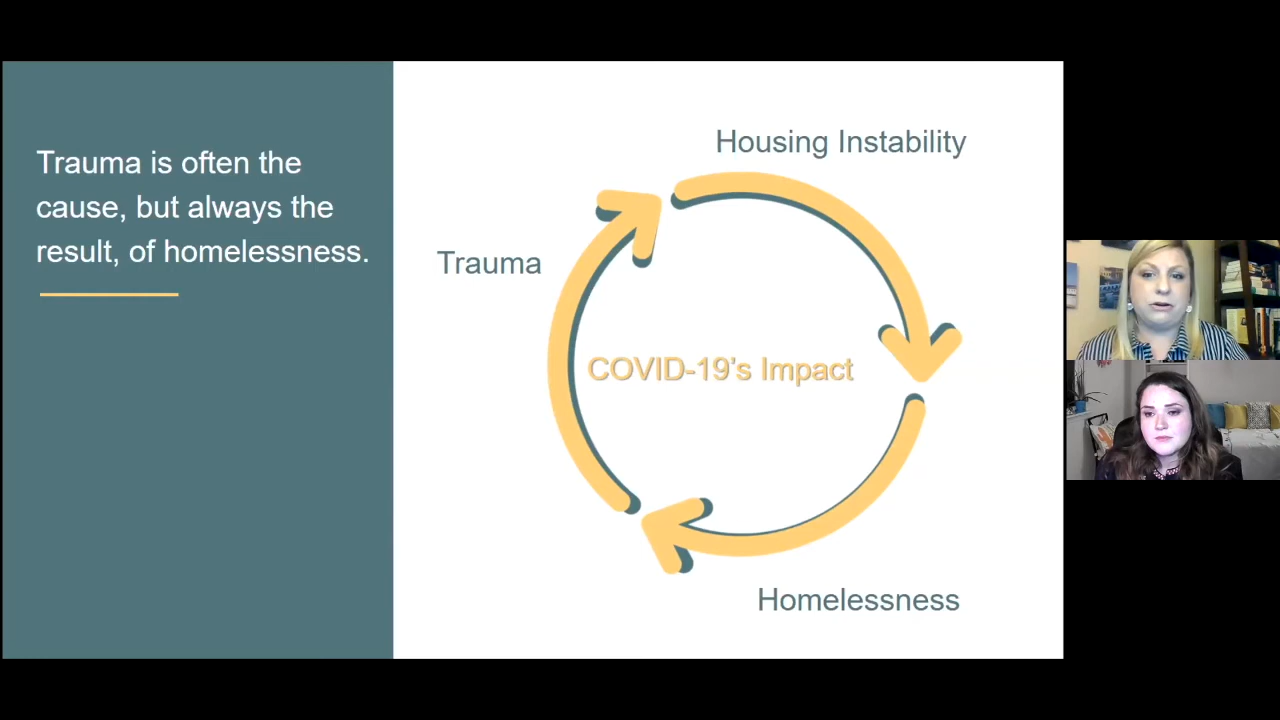 Trauma is often the
cause, but always the
result, of homelessness.
Housing Instability
Trauma
COVID-19’s Impact
Homelessness